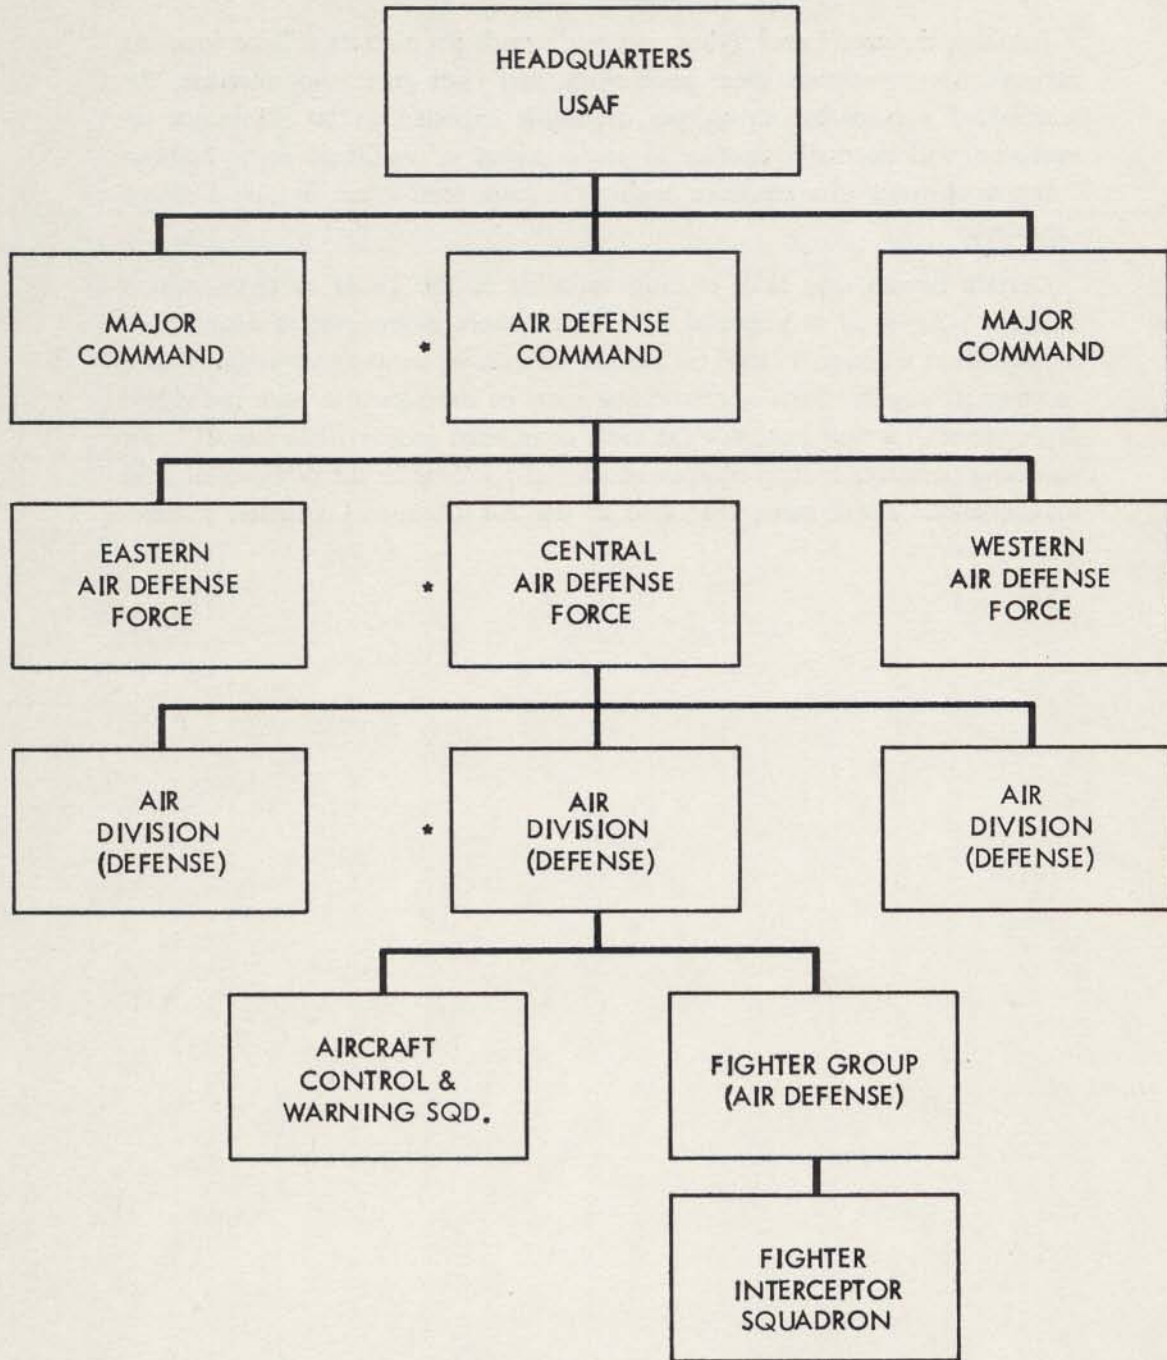 HEADQUARTERS
USAF
MAJOR
COMMAND
*
AIR DEFENSE
COMMAND
MAJOR
COMMAND
EASTERN
AIR DEFENSE
FORCE
*
CENTRAL
AIR DEFENSE
FORCE
WESTERN
AIR DEFENSE
FORCE
AIR
DIVISION
(DEFENSE)
*
AIR
DIVISION
(DEFENSE)
AIR
DIVISION
(DEFENSE)
AIRCRAFT
CONTROL &
WARNING SQD.
FIGHTER GROUP
(AIR DEFENSE)
FIGHTER
INTERCEPTOR
SQUADRON